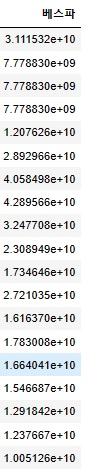 베스파
3.111532e+10
7.778830e+09
7.778830e+09
7.778830e+09
1.207626e+10
2.892966e+10
4.058498e+10
4.289566e+10
3.247708e+10
2.308949e+10
1.734646e+10
2.721035e+10
1.616370e+10
1.783008e+10
1.664041e+10
1.546687e+10
1.291842e+10
1.237667e+10
1.005126e+10